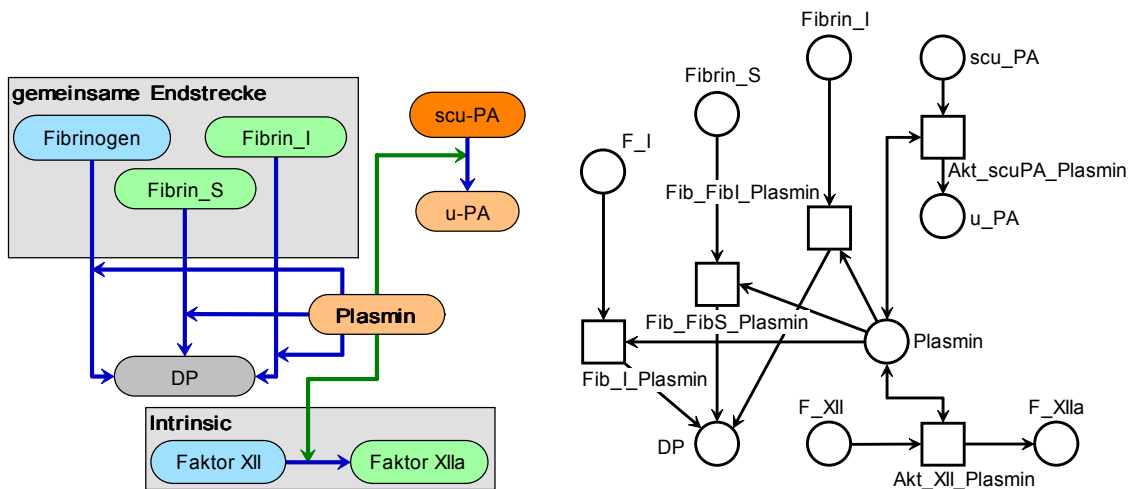 gemeinsame Endstrecke
Fibrinogen
Fibrin_I
Fibrin_S
scu-PA
u-PA
Plasmin
DP
Intrinsic
Faktor XII
Faktor XIIa
Fibrin_I
scu_PA
Fibrin_S
F_I
Akt_scuPA_Plasmin
Fib_FibI_Plasmin
u_PA
Fib_FibS_Plasmin
Plasmin
Fib_I_Plasmin
F_XII
F_XIIa
DP
Akt_XII_Plasmin